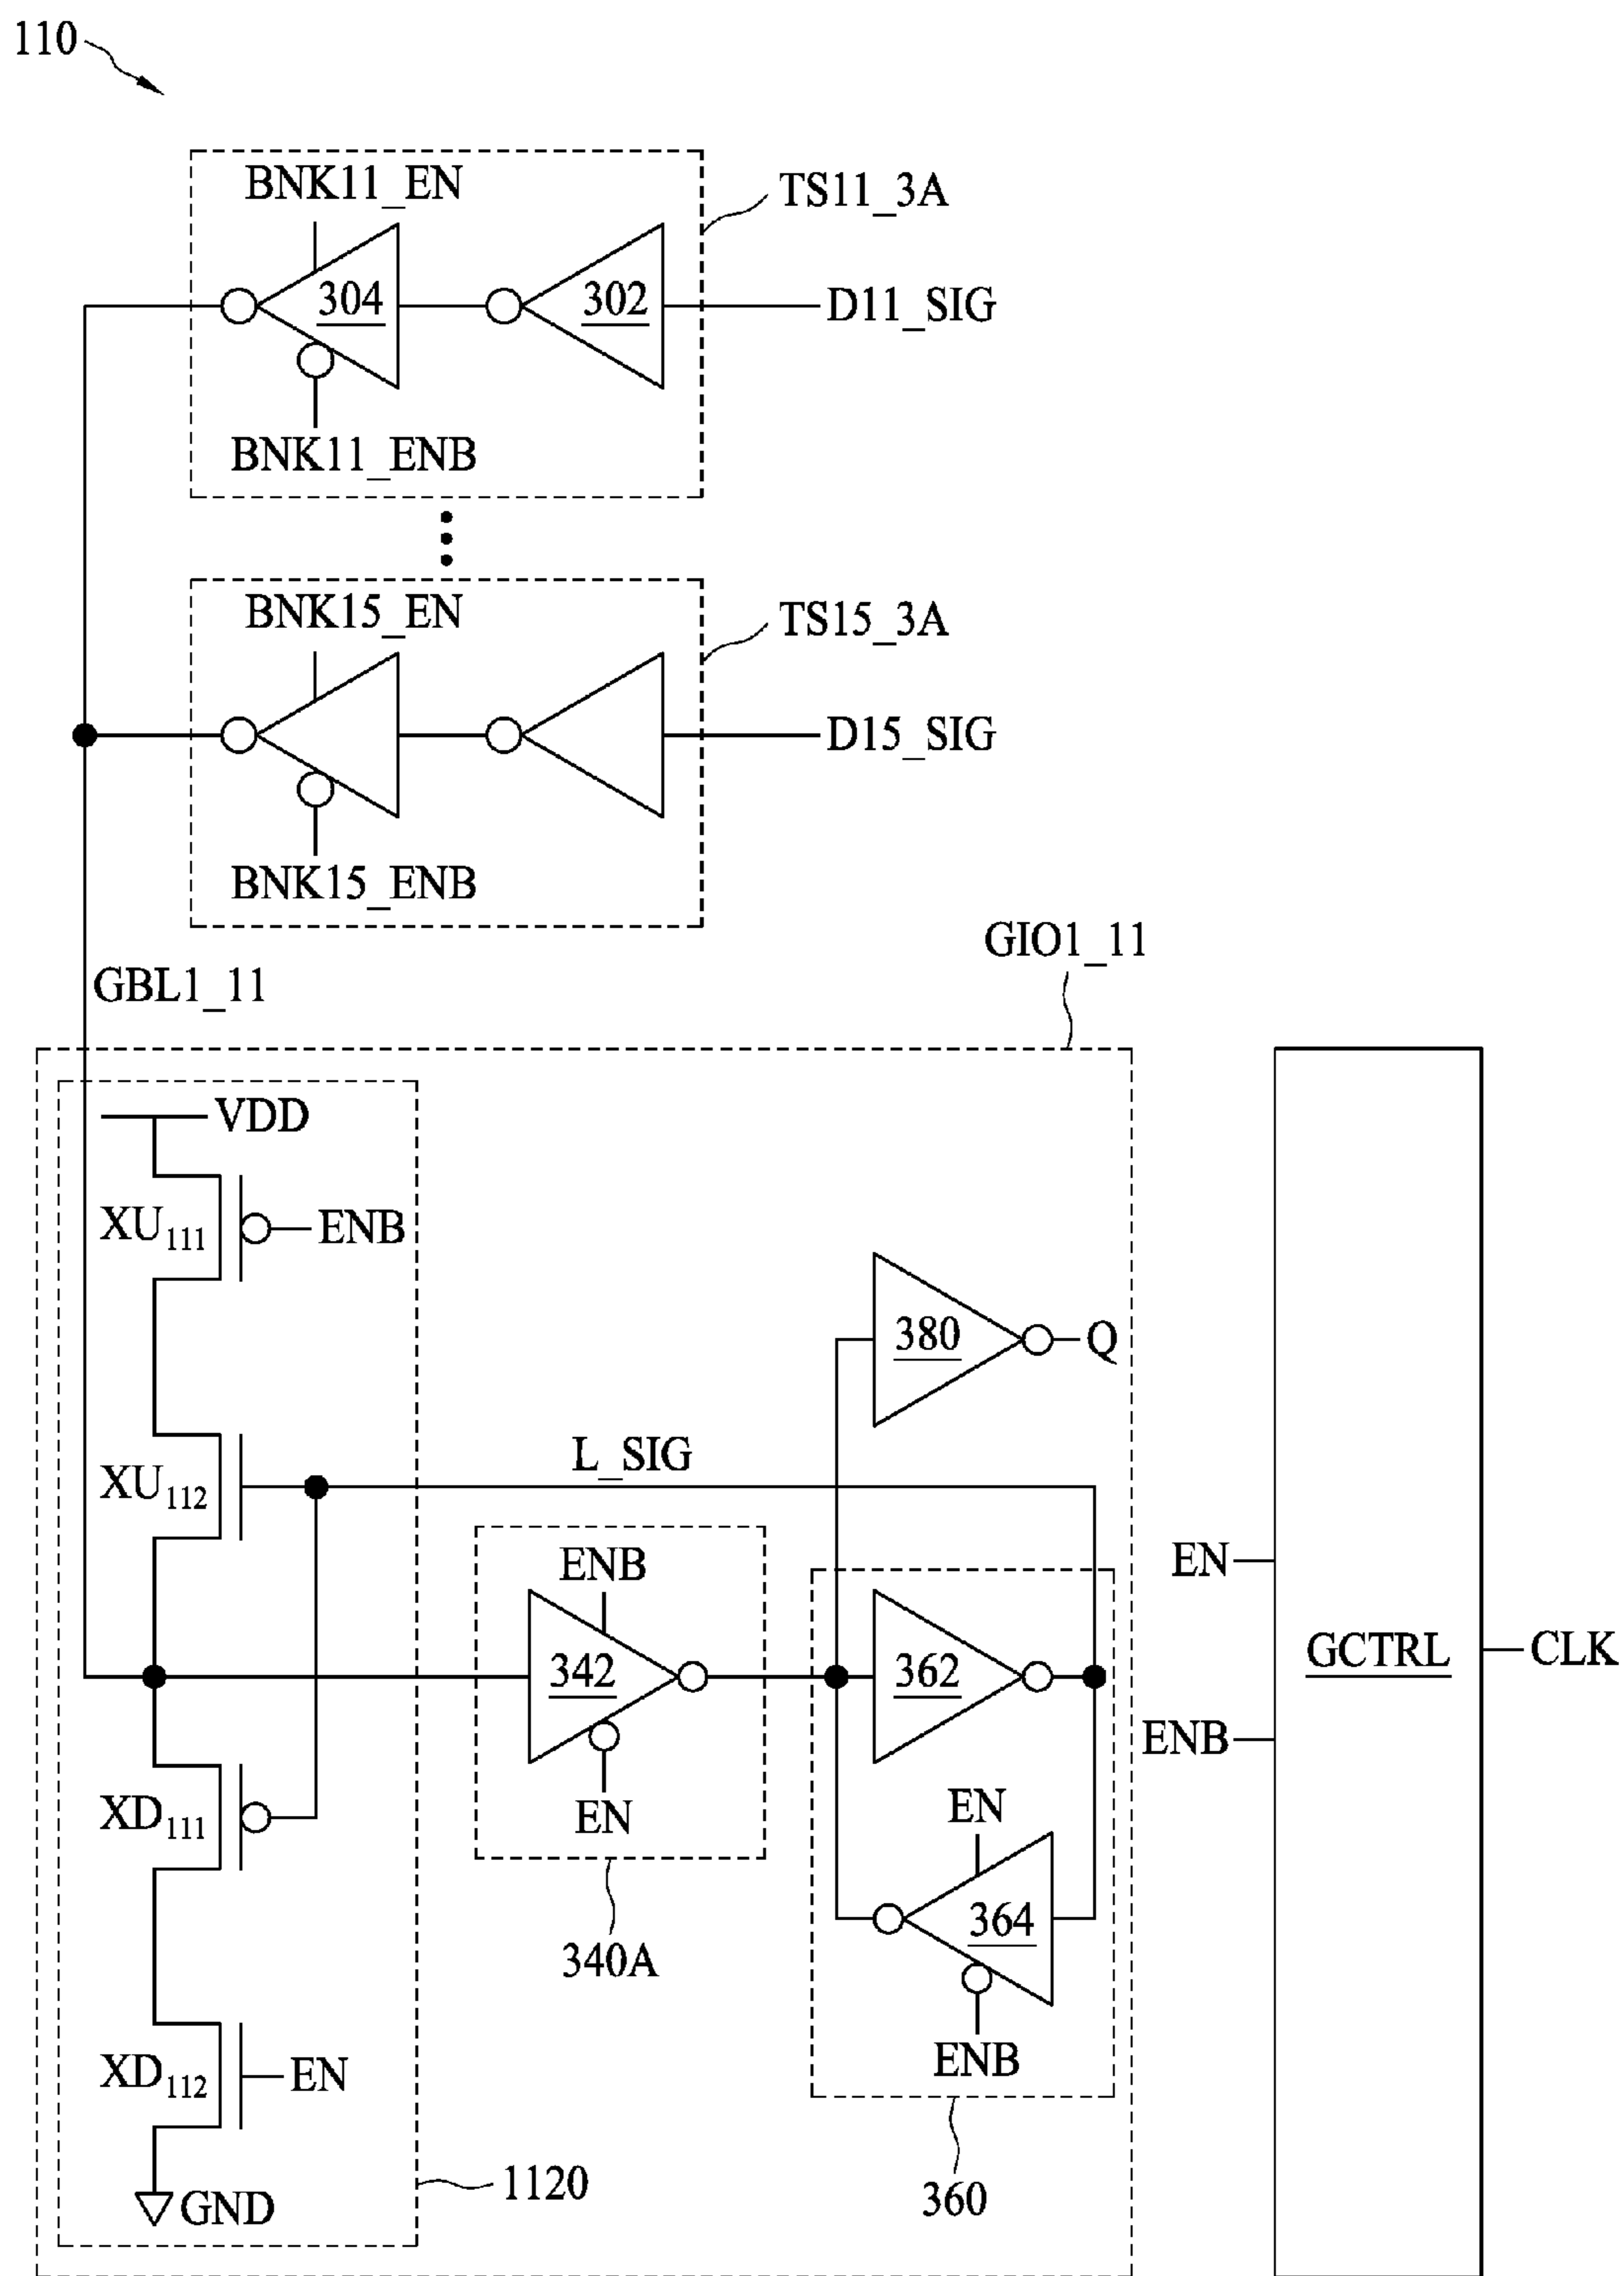 110
BNK11_EN
TS11_3A
304
302
D11_SIG
BNK11_ENB
BNK15_EN
TS15_3A
D15_SIG
BNK15_ENB
GIO1_11
GBL1_11
VDD
XU111
ENB
380
Q
L_SIG
XU112
ENB
EN
342
362
GCTRL
CLK
ENB
XD111
EN
EN
364
340A
XD112
EN
ENB
1120
360
GND